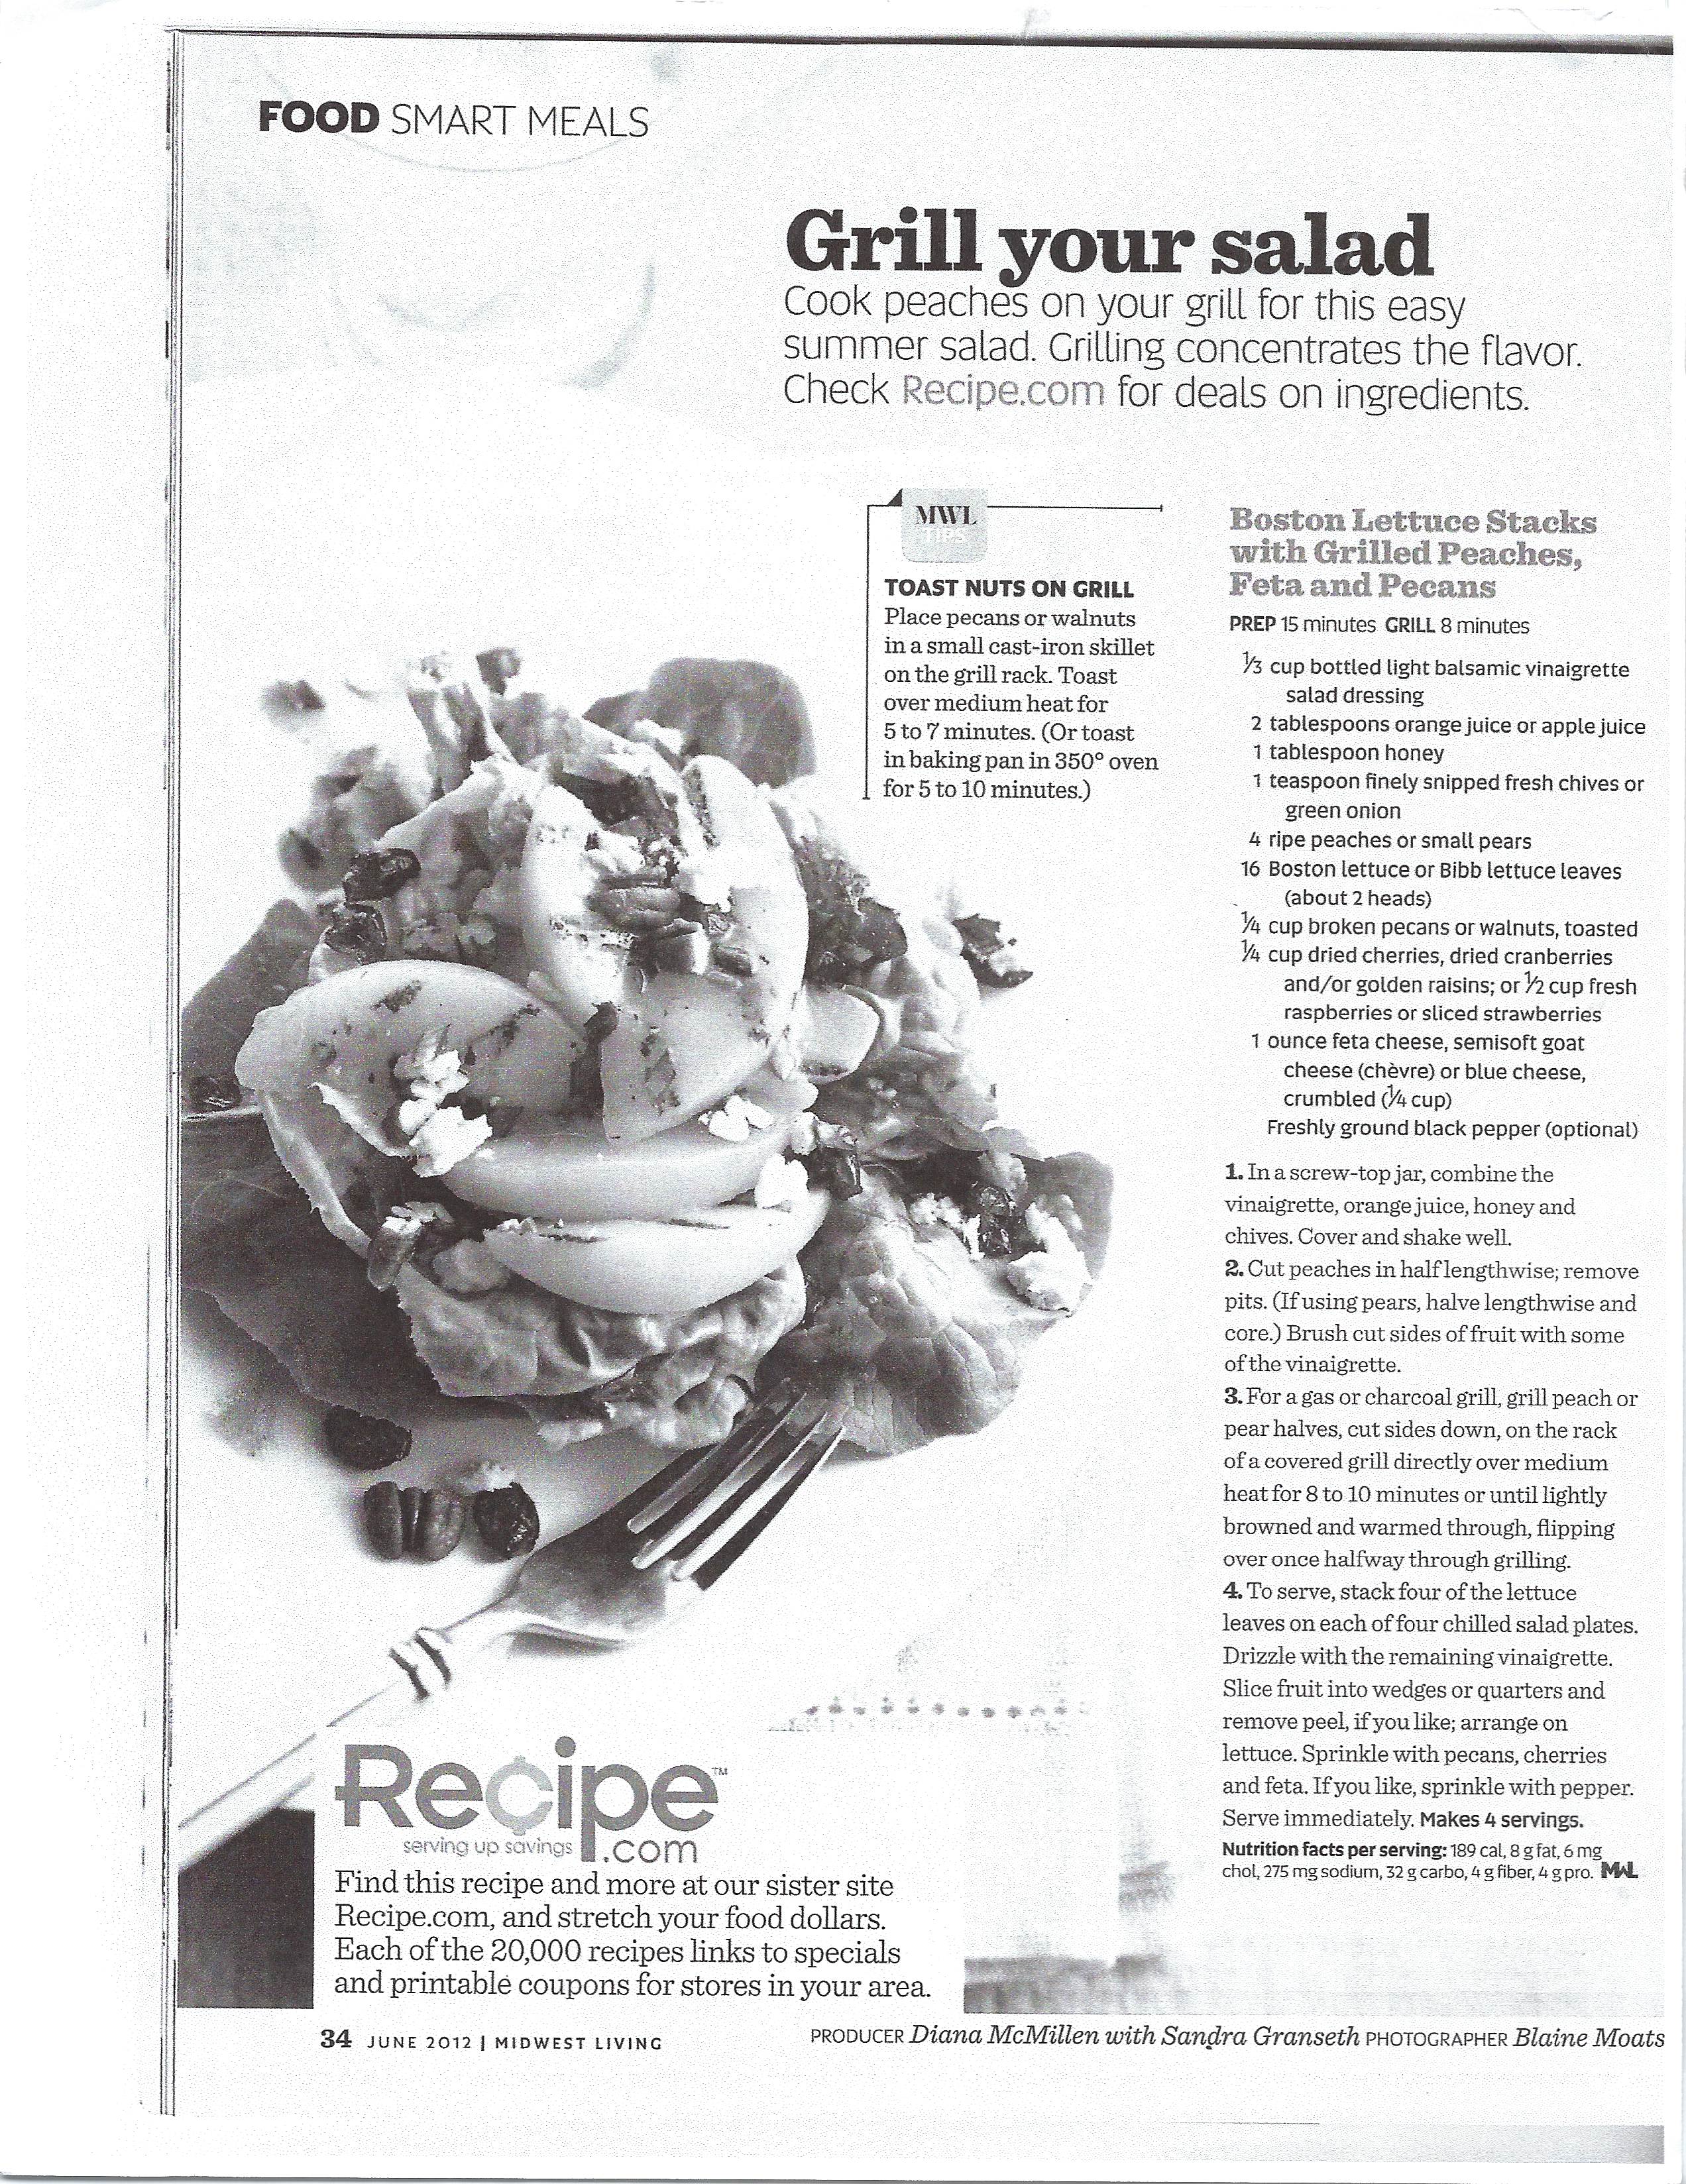 FOOD SMART MEALS
Grill your salad
Cook peaches on your grill for this easy
summer salad. Grilling concentrates the flavor.
Check Recipe.com for deals on ingredients.
MWL
TIPS
TOAST NUTS ON GRILL
Place pecans or walnuts
in a small cast-iron skillet
on the grill rack. Toast
over medium heat for
5 to 7 minutes. (Or toast
in baking pan in 350° oven
for 5 to 10 minutes.)
Boston Lettuce Stacks
with Grilled Peaches,
Feta and Pecans
PREP 15 minutes GRILL 8 minutes
⅓ cup bottled light balsamic vinaigrette
salad dressing
2 tablespoons orange juice or apple juice
1 tablespoon honey
1 teaspoon finely snipped fresh chives or
green onion
4 ripe peaches or small pears
16 Boston lettuce or Bibb lettuce leaves
(about 2 heads)
¼ cup broken pecans or walnuts, toasted
¼ cup dried cherries, dried cranberries
and/or golden raisins; or ½ cup fresh
raspberries or sliced strawberries
1 ounce feta cheese, semisoft goat
cheese (chèvre) or blue cheese,
crumbled (¼ cup)
Freshly ground black pepper (optional)
1. In a screw-top jar, combine the
vinaigrette, orange juice, honey and
chives. Cover and shake well.
2. Cut peaches in half lengthwise; remove
pits. (If using pears, halve lengthwise and
core.) Brush cut sides of fruit with some
of the vinaigrette.
3. For a gas or charcoal grill, grill peach or
pear halves, cut sides down, on the rack
of a covered grill directly over medium
heat for 8 to 10 minutes or until lightly
browned and warmed through, flipping
over once halfway through grilling.
4. To serve, stack four of the lettuce
leaves on each of four chilled salad plates.
Drizzle with the remaining vinaigrette.
Slice fruit into wedges or quarters and
remove peel, if you like; arrange on
lettuce. Sprinkle with pecans, cherries
and feta. If you like, sprinkle with pepper.
Serve immediately. Makes 4 servings.
Nutrition facts per serving: 189 cal, 8 g fat, 6 mg
chol, 275 mg sodium, 32 g carbo, 4 g fiber, 4 g pro. MWL
Recipe™
serving up savings .com
Find this recipe and more at our sister site
Recipe.com, and stretch your food dollars.
Each of the 20,000 recipes links to specials
and printable coupons for stores in your area.
34 JUNE 2012 | MIDWEST LIVING
PRODUCER Diana McMillen with Sandra Granseth PHOTOGRAPHER Blaine Moats